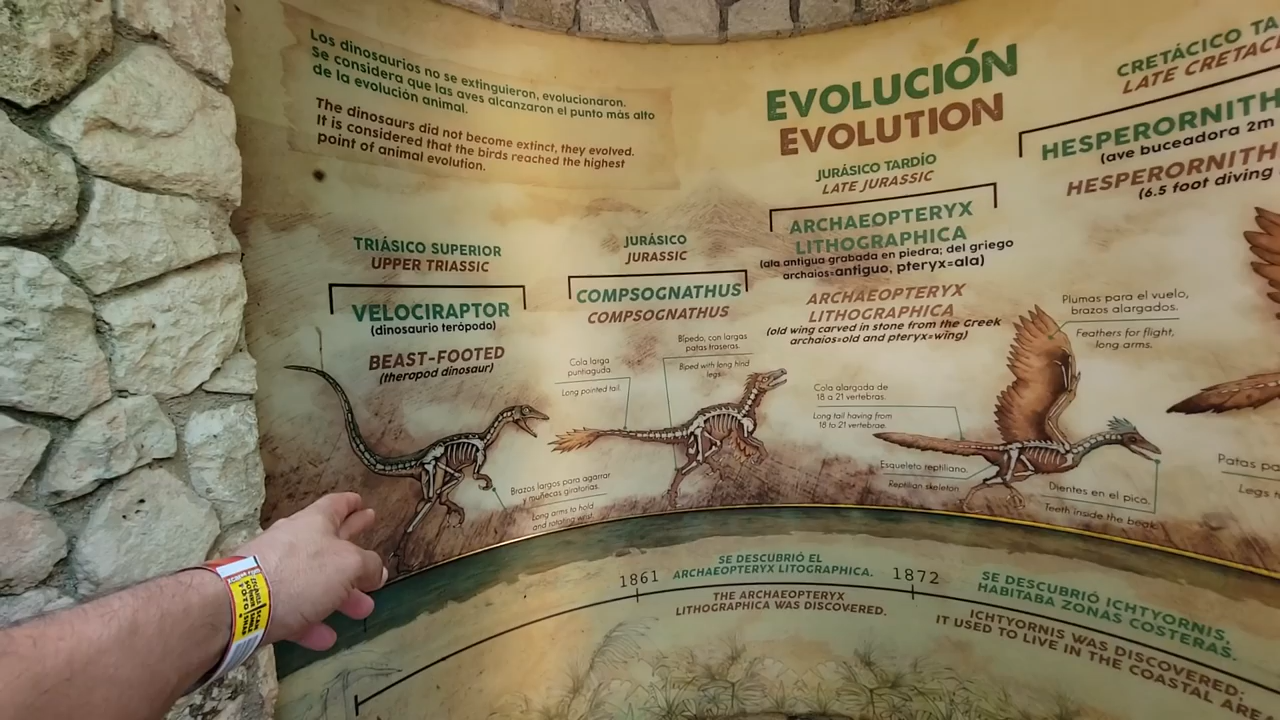 Los dinosaurios no se extinguieron, evolucionaron.
Se considera que las aves alcanzaron el punto más alto
de la evolución animal.
The dinosaurs did not become extinct, they evolved.
It is considered that the birds reached the highest
point of animal evolution.
EVOLUCIÓN
EVOLUTION
TRIÁSICO SUPERIOR
UPPER TRIASSIC
VELOCIRAPTOR
(dinosaurio terópodo)
BEAST-FOOTED
(theropod dinosaur)
Brazos largos para agarrar
y muñecas giratorias.
Long arms to hold
and rotating wrist.
JURÁSICO
JURASSIC
COMPSOGNATHUS
COMPSOGNATHUS
Cola larga
puntiaguda.
Long pointed tail.
Bípedo, con largas
patas traseras.
Biped with long hind
legs.
JURÁSICO TARDÍO
LATE JURASSIC
ARCHAEOPTERYX
LITHOGRAPHICA
(ala antigua grabada en piedra; del griego
archaios=antiguo, pteryx=ala)
ARCHAEOPTERYX
LITHOGRAPHICA
(old wing carved in stone from the Greek
archaios=old and pteryx=wing)
Plumas para el vuelo,
brazos alargados.
Feathers for flight,
long arms.
Cola alargada de
18 a 21 vertebras.
Long tail having from
18 to 21 vertebrae.
Esqueleto reptiliano.
Reptilian skeleton
Dientes en el pico.
Teeth inside the beak.
CRETÁCICO TA
LATE CRETAC
HESPERORNITH
(ave buceadora 2m
HESPERORNITH
(6.5 foot diving
Patas pa
Legs
1861
SE DESCUBRIÓ EL
ARCHAEOPTERYX LITOGRAPHICA.
THE ARCHAEOPTERYX
LITHOGRAPHICA WAS DISCOVERED.
1872
SE DESCUBRIÓ ICHTYORNIS,
HABITABA ZONAS COSTERAS.
ICHTYORNIS WAS DISCOVERED;
IT USED TO LIVE IN THE COASTAL ARE